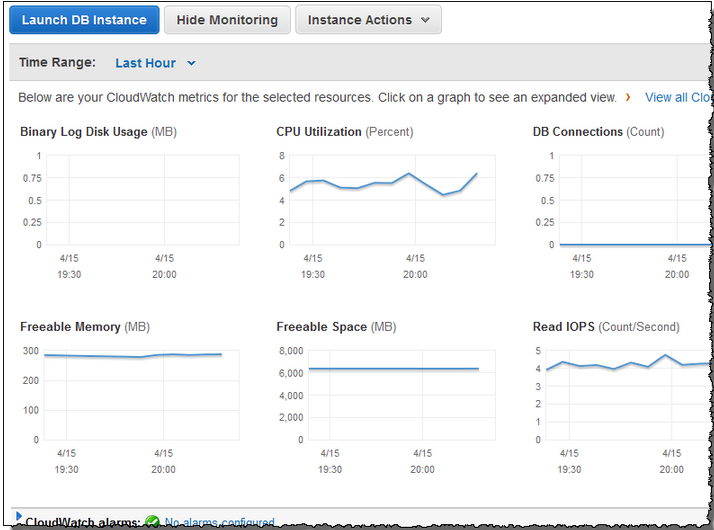 Launch DB Instance Hide Monitoring Instance Actions
Time Range: Last Hour
Below are your CloudWatch metrics for the selected resources. Click on a graph to see an expanded view. › View all Clo
Binary Log Disk Usage (MB) CPU Utilization (Percent) DB Connections (Count)
1 8 1
0.75 6 0.75
0.5 4 0.5
0.25 2 0.25
0 0 0
4/15 4/15 4/15 4/15 4/15 4/15
19:30 20:00 19:30 20:00 19:30 20:00
Freeable Memory (MB) Freeable Space (MB) Read IOPS (Count/Second)
300 8,000 5
200 6,000 4
100 4,000 3
0 2,000 2
0 1
0
4/15 4/15 4/15 4/15 4/15 4/15
19:30 20:00 19:30 20:00 19:30 20:00
CloudWatch alarms: No alarms configured